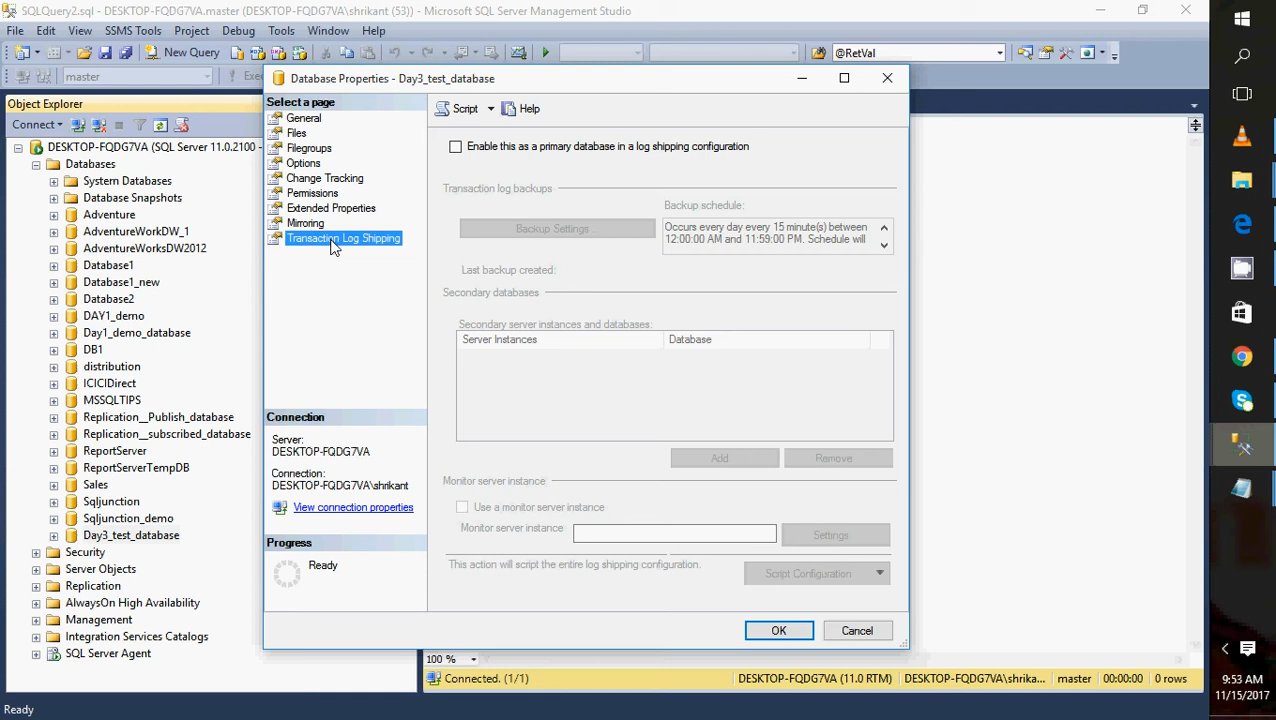 SQLQuery2.sql - DESKTOP-FQDG7VA.master (DESKTOP-FQDG7VA\shrikant (53)) - Microsoft SQL Server Management Studio
File Edit View SSMS Tools Project Debug Tools Window Help
New Query @RetVal
master
Database Properties - Day3_test_database
Object Explorer
Connect
DESKTOP-FQDG7VA (SQL Server 11.0.2100
Databases
System Databases
Database Snapshots
Adventure
AdventureWorkDW_1
AdventureWorksDW2012
Database1
Database1_new
Database2
DAY1_demo
Day1_demo_database
DB1
distribution
ICICIDirect
MSSQLTIPS
Replication__Publish_database
Replication__subscribed_database
ReportServer
ReportServerTempDB
Sales
Sqljunction
Sqljunction_demo
Day3_test_database
Security
Server Objects
Replication
AlwaysOn High Availability
Management
Integration Services Catalogs
SQL Server Agent
Select a page
General
Files
Filegroups
Options
Change Tracking
Permissions
Extended Properties
Mirroring
Transaction Log Shipping
Connection
Server:
DESKTOP-FQDG7VA
Connection:
DESKTOP-FQDG7VA\shrikant
View connection properties
Progress
Ready
Script Help
Enable this as a primary database in a log shipping configuration
Transaction log backups
Backup schedule:
Backup Settings ...
Occurs every day every 15 minute(s) between
12:00:00 AM and 11:59:00 PM. Schedule will
Last backup created:
Secondary databases
Secondary server instances and databases:
Server Instances Database
Add Remove
Monitor server instance
Use a monitor server instance
Monitor server instance
Settings
This action will script the entire log shipping configuration.
Script Configuration
OK Cancel
100 %
Connected. (1/1) DESKTOP-FQDG7VA (11.0 RTM) DESKTOP-FQDG7VA\shrika... master 00:00:00 0 rows
Ready
9:53 AM
11/15/2017